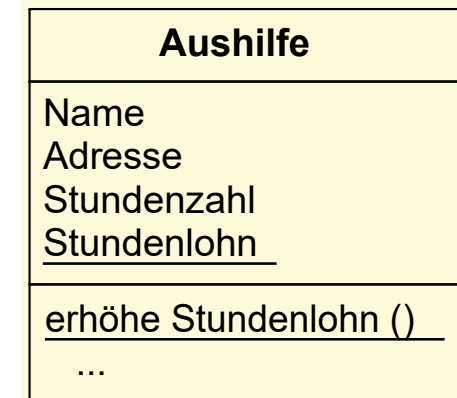 Aushilfe
Name
Adresse
Stundenzahl
Stundenlohn
erhöhe Stundenlohn ()
...